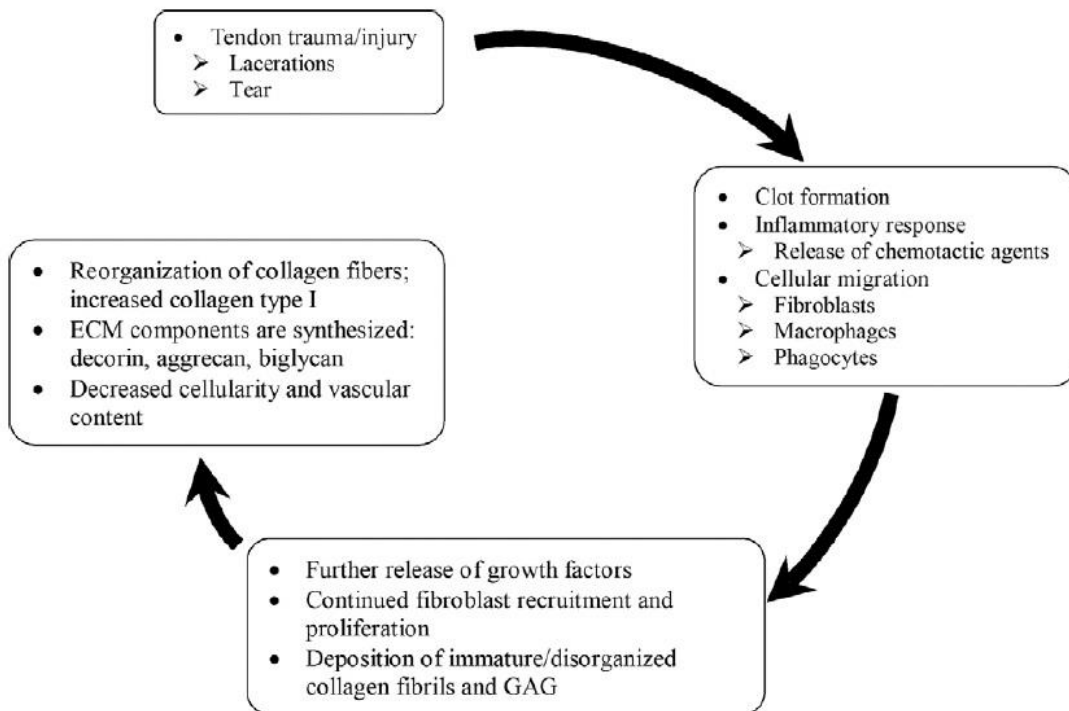 • Tendon trauma/injury
➢ Lacerations
➢ Tear
• Clot formation
• Inflammatory response
➢ Release of chemotactic agents
• Cellular migration
➢ Fibroblasts
➢ Macrophages
➢ Phagocytes
• Further release of growth factors
• Continued fibroblast recruitment and
proliferation
• Deposition of immature/disorganized
collagen fibrils and GAG
• Reorganization of collagen fibers;
increased collagen type I
• ECM components are synthesized:
decorin, aggrecan, biglycan
• Decreased cellularity and vascular
content